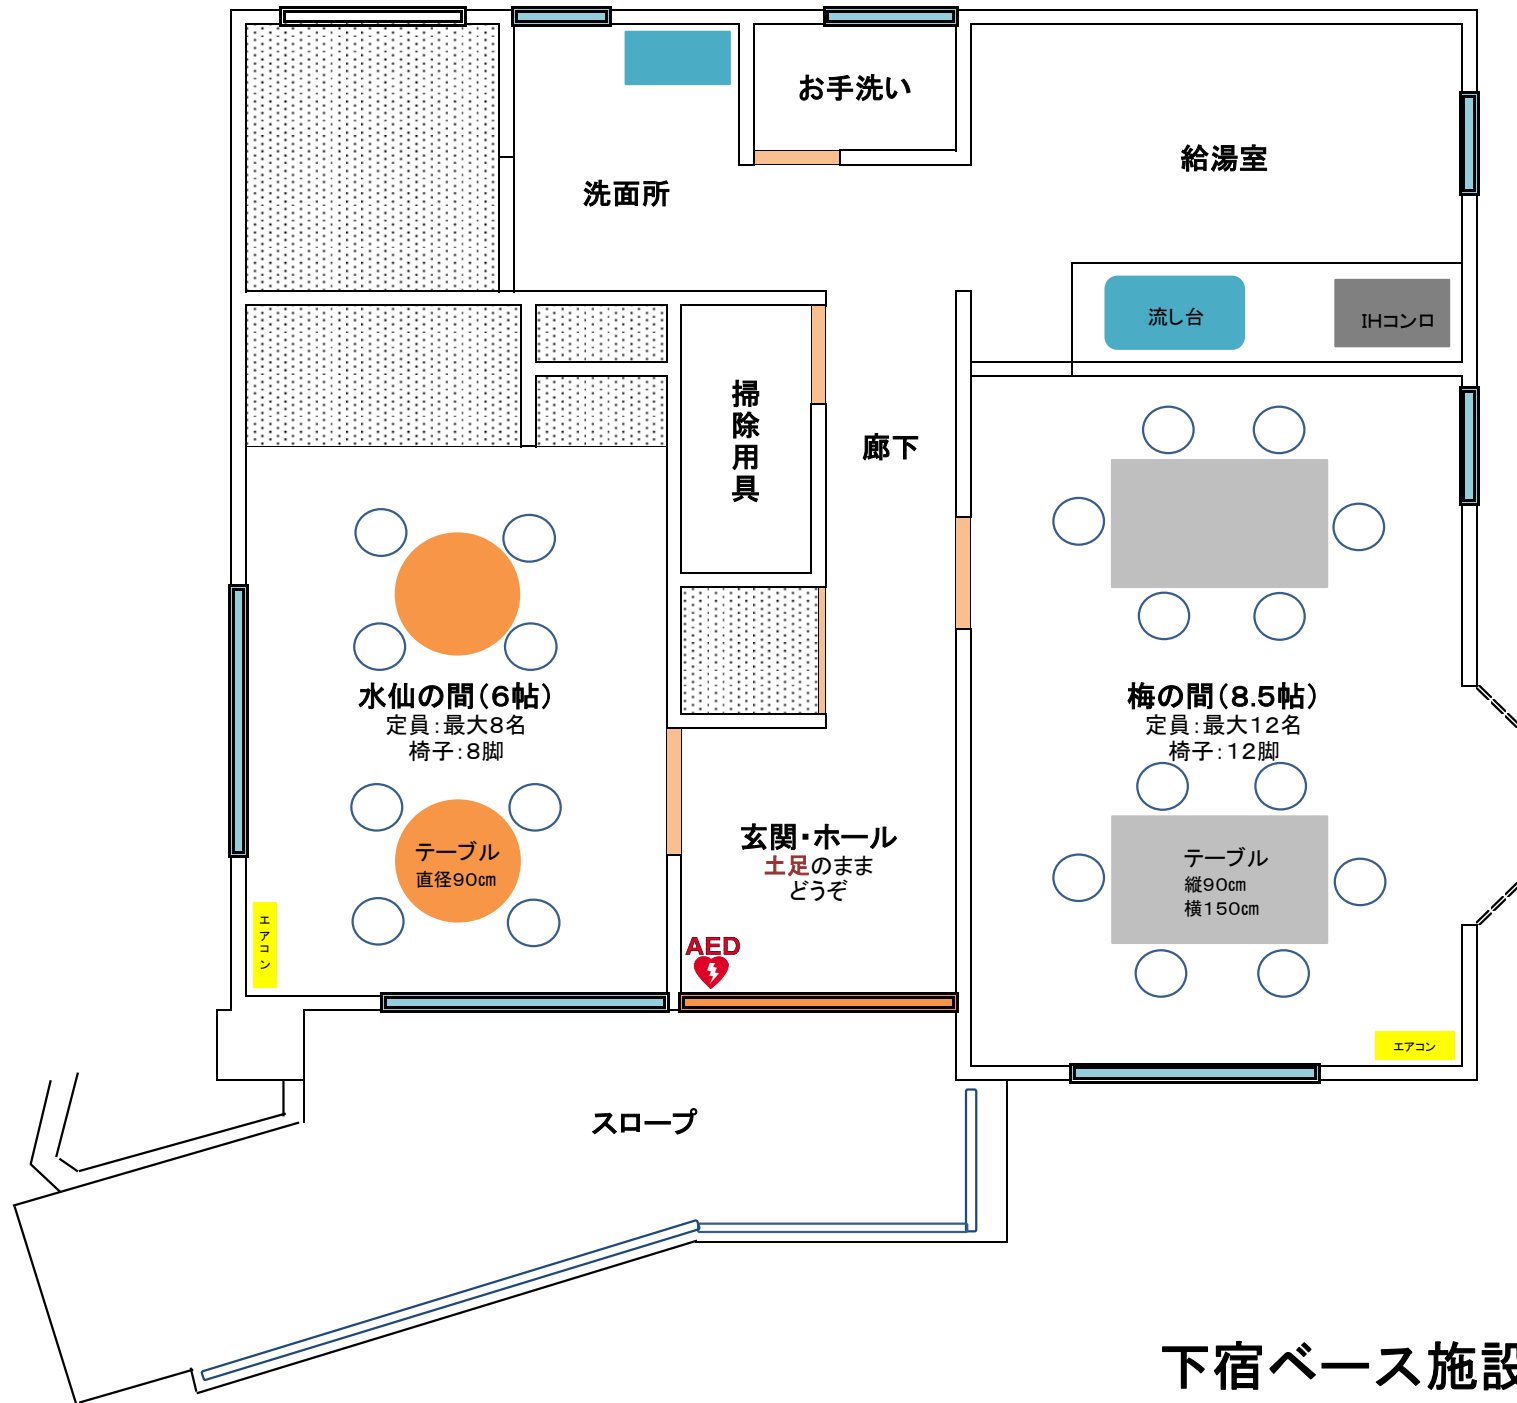 お手洗い
給湯室
洗面所
流し台
IHコンロ
掃除用具
廊下
水仙の間(6帖)
定員:最大8名
椅子:8脚
梅の間(8.5帖)
定員:最大12名
椅子:12脚
玄関・ホール
土足のまま
どうぞ
テーブル
直径90㎝
テーブル
縦90㎝
横150㎝
エアコン
AED
エアコン
スロープ
下宿ベース施設